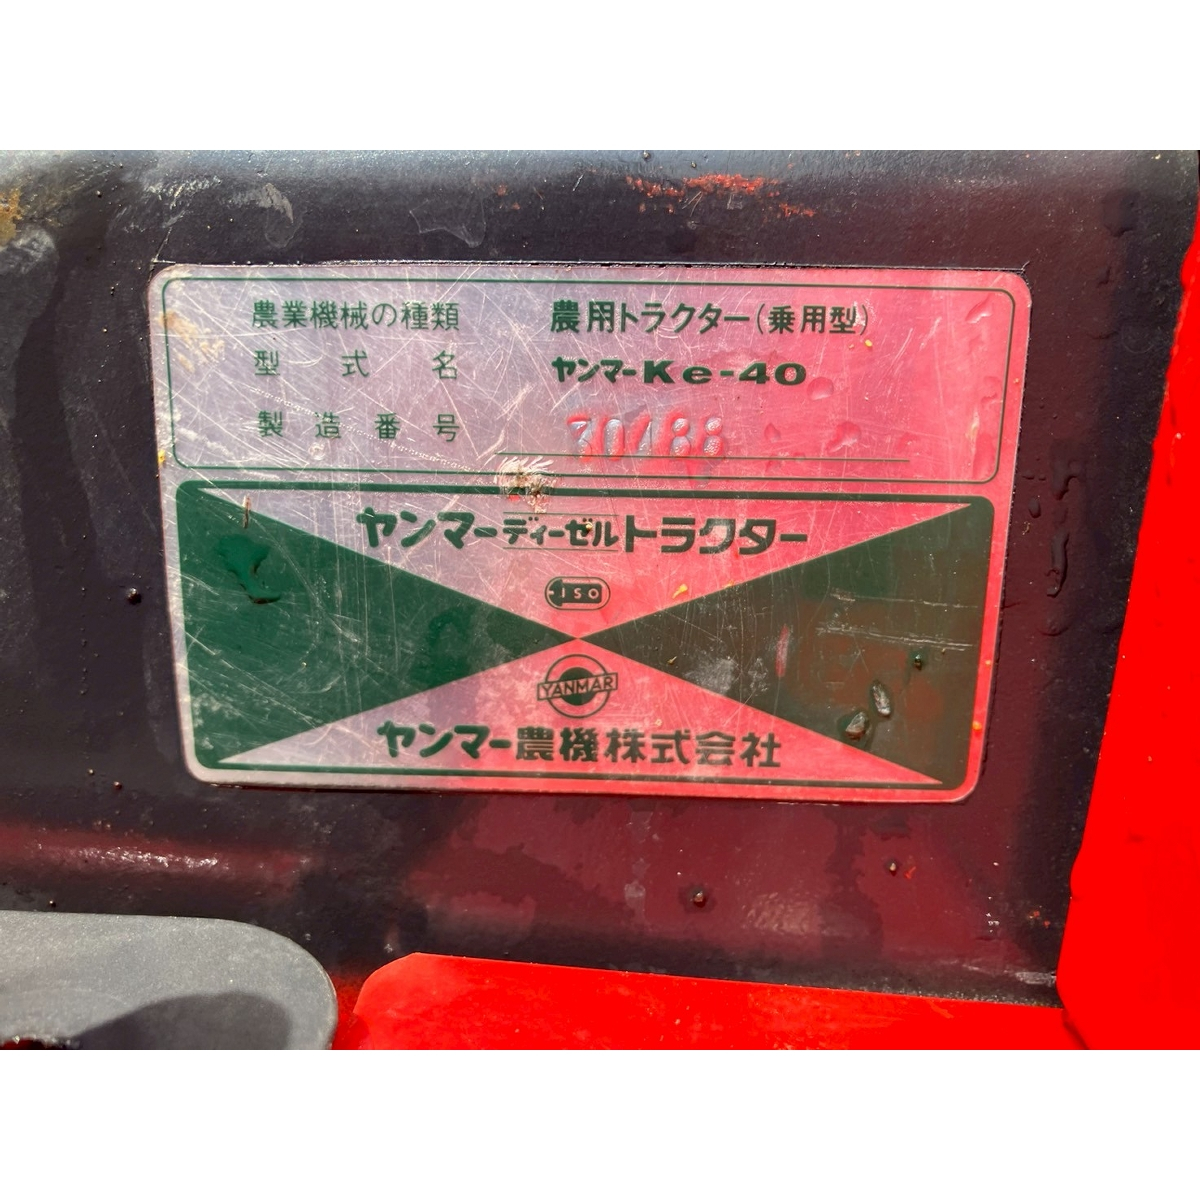 農業機械の種類 農用トラクター(乗用型)
型式名 ヤンマーKe-40
製造番号
ヤンマーディーゼルトラクター
ISO
YANMAR
ヤンマー農機株式会社